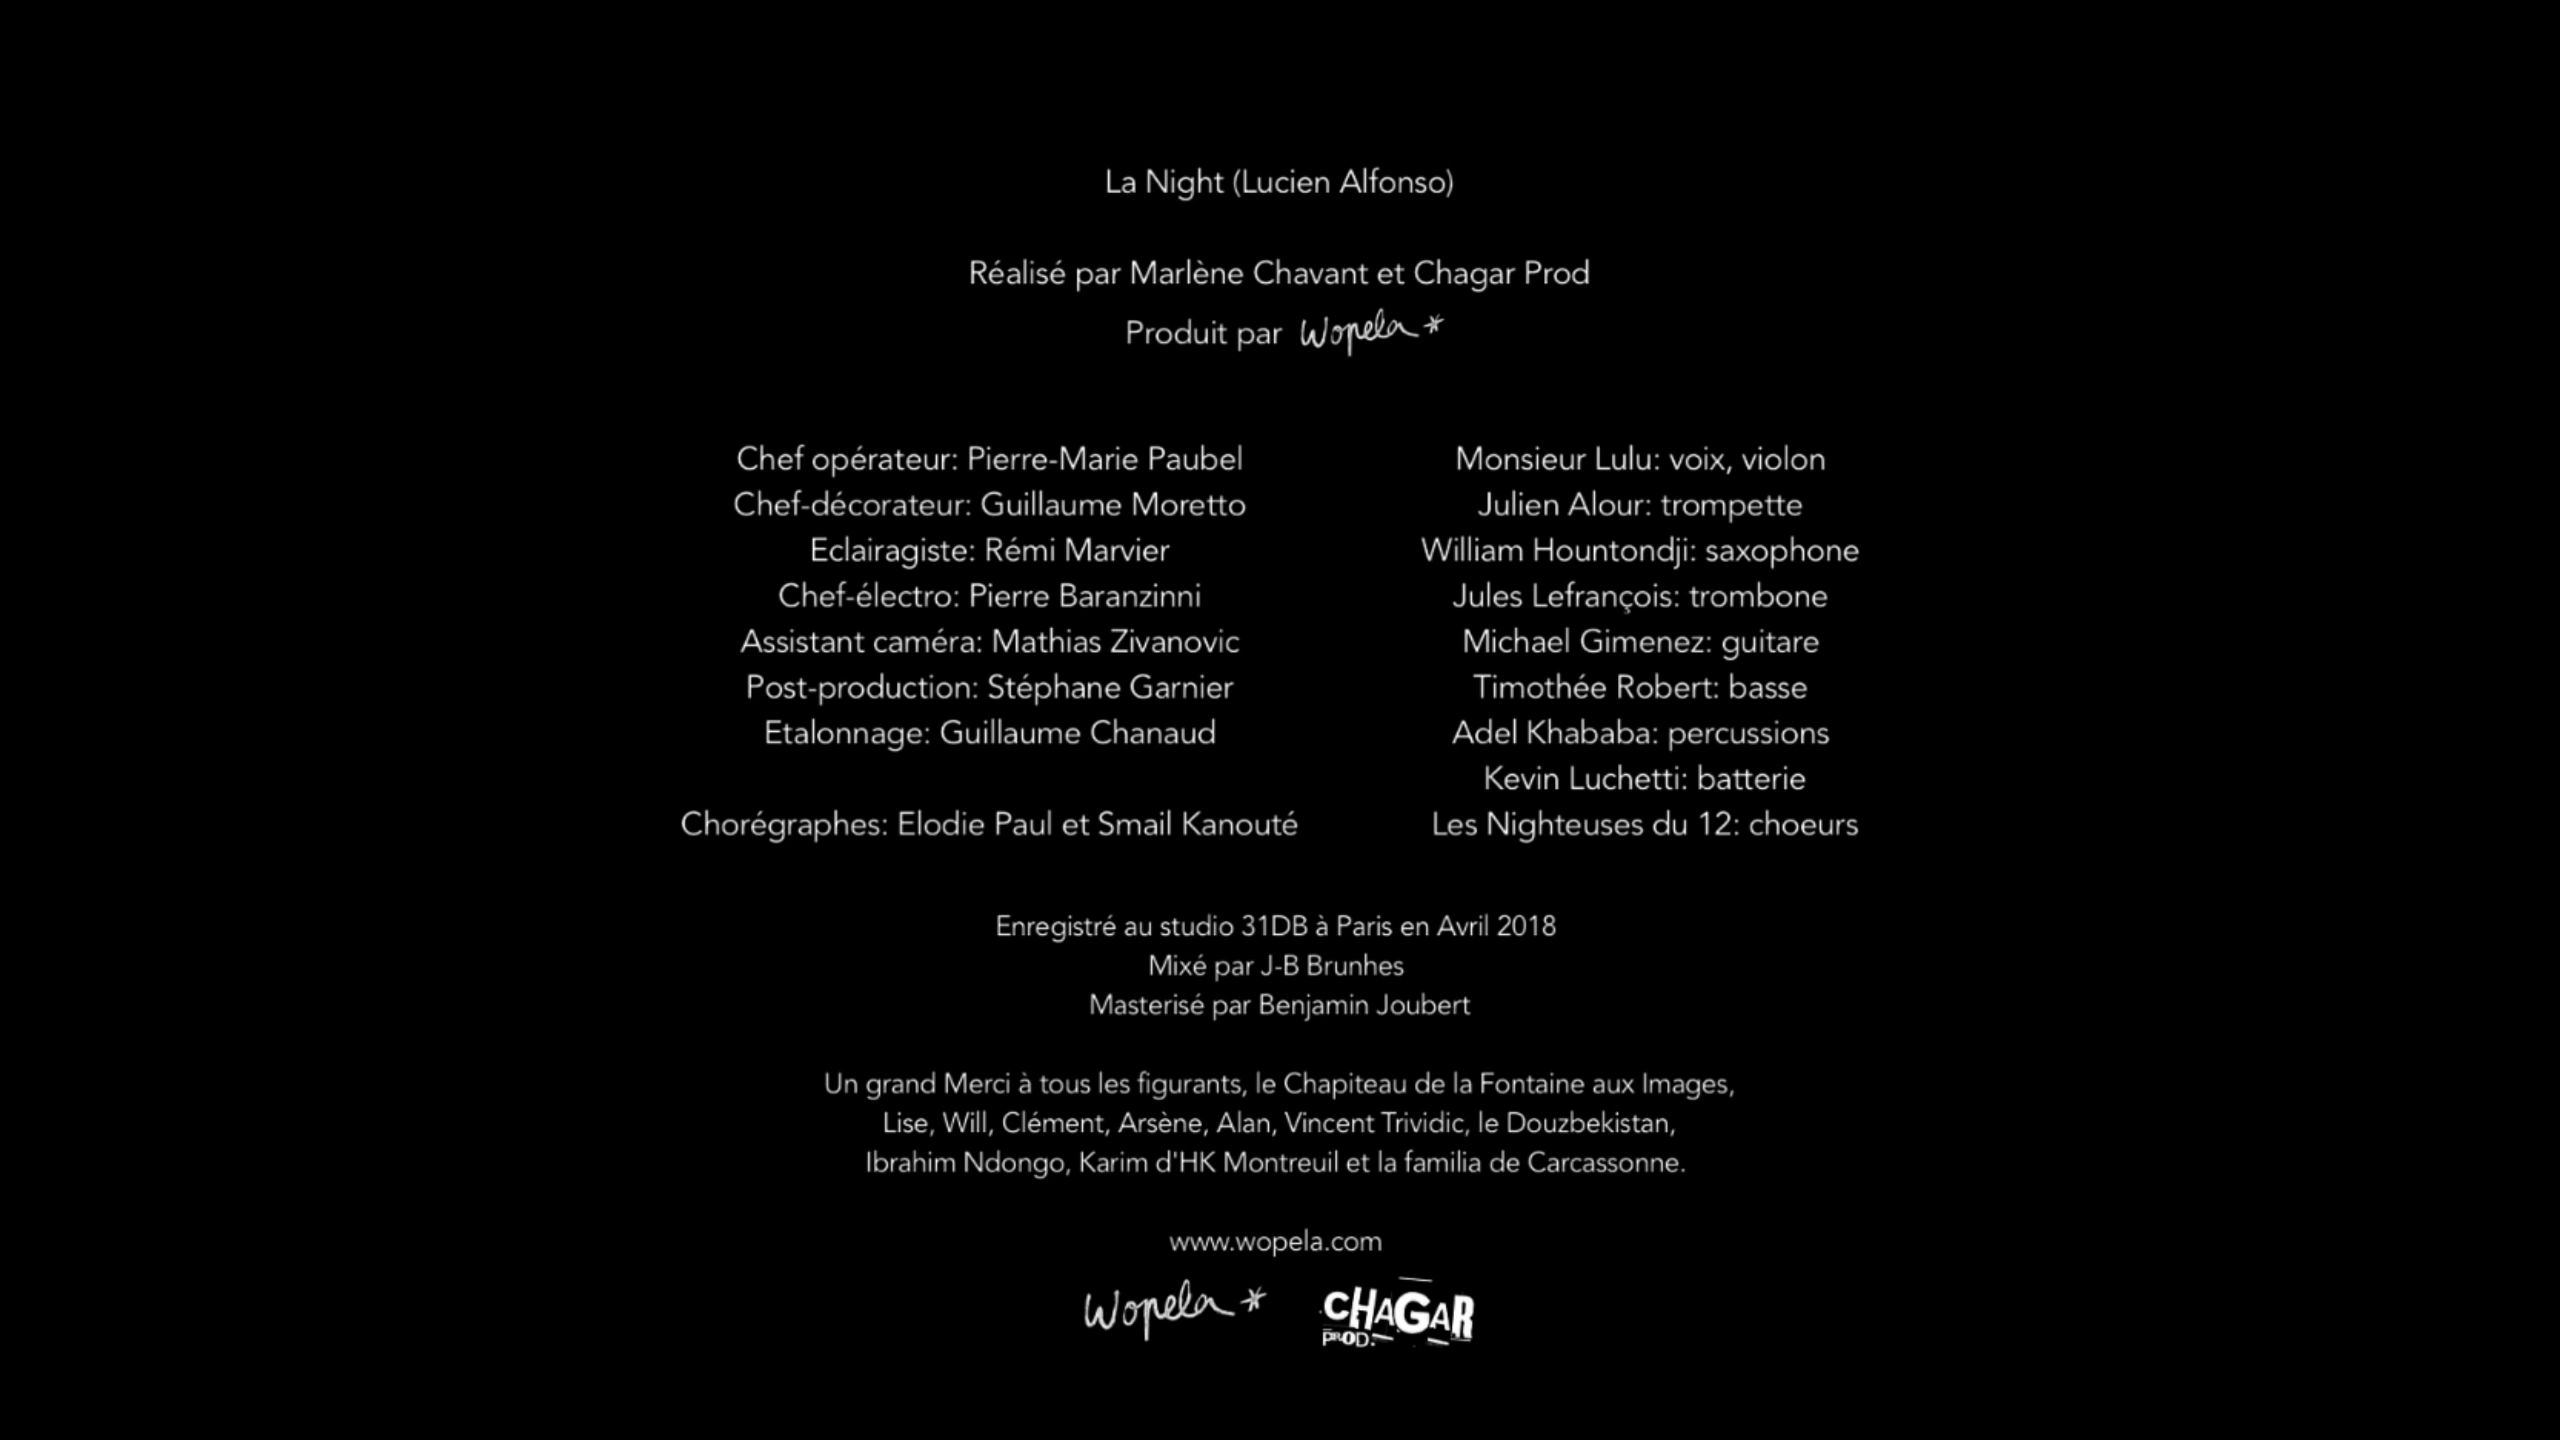 La Night (Lucien Alfonso)
Réalisé par Marlène Chavant et Chagar Prod
Produit par Wopela*
Chef opérateur: Pierre-Marie Paubel
Chef-décorateur: Guillaume Moretto
Eclairagiste: Rémi Marvier
Chef-électro: Pierre Baranzinni
Assistant caméra: Mathias Zivanovic
Post-production: Stéphane Garnier
Etalonnage: Guillaume Chanaud
Chorégraphes: Elodie Paul et Smail Kanouté
Monsieur Lulu: voix, violon
Julien Alour: trompette
William Hountondji: saxophone
Jules Lefrançois: trombone
Michael Gimenez: guitare
Timothée Robert: basse
Adel Khababa: percussions
Kevin Luchetti: batterie
Les Nighteuses du 12: choeurs
Enregistré au studio 31DB à Paris en Avril 2018
Mixé par J-B Brunhes
Masterisé par Benjamin Joubert
Un grand Merci à tous les figurants, le Chapiteau de la Fontaine aux Images,
Lise, Will, Clément, Arsène, Alan, Vincent Trividic, le Douzbekistan,
Ibrahim Ndongo, Karim d'HK Montreuil et la familia de Carcassonne.
www.wopela.com
Wopela*
CHAGAR
PROD.